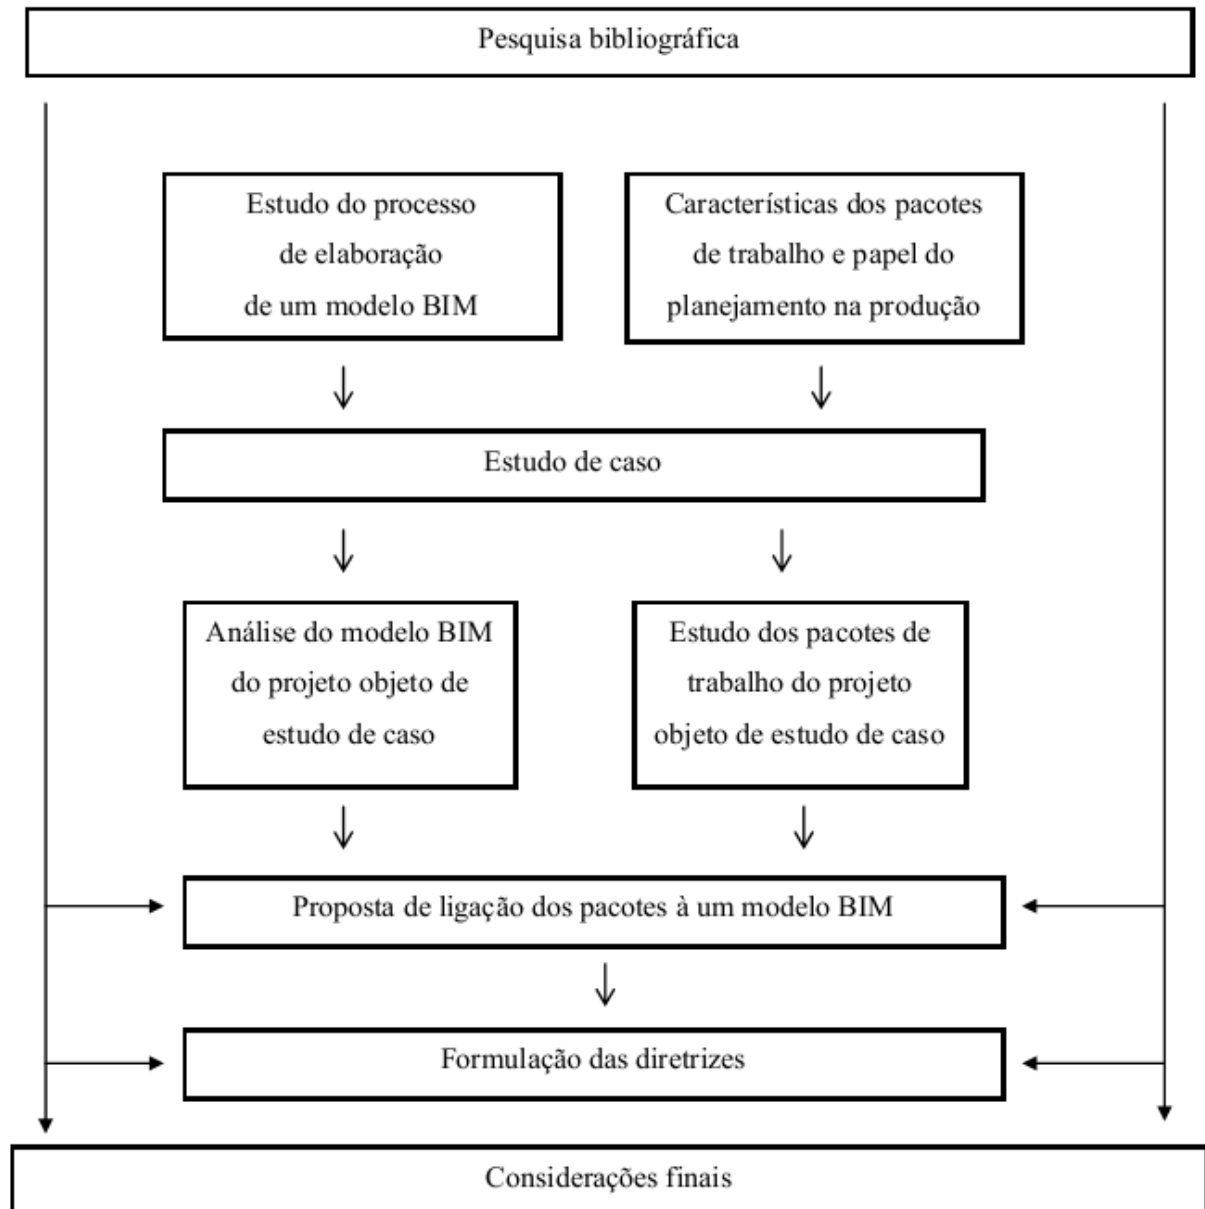 Pesquisa bibliográfica
Estudo do processo
de elaboração
de um modelo BIM
Características dos pacotes
de trabalho e papel do
planejamento na produção
Estudo de caso
Análise do modelo BIM
do projeto objeto de
estudo de caso
Estudo dos pacotes de
trabalho do projeto
objeto de estudo de caso
Proposta de ligação dos pacotes à um modelo BIM
Formulação das diretrizes
Considerações finais